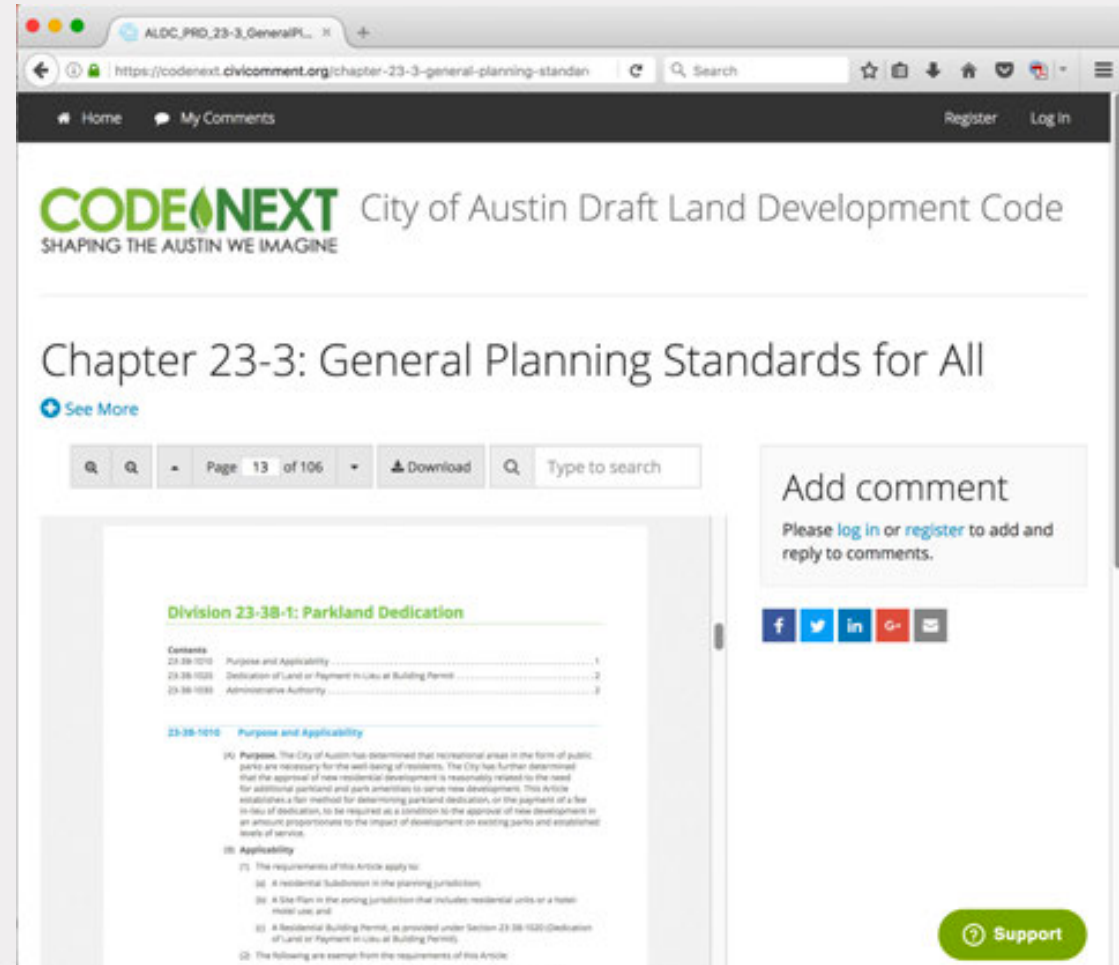 ALDC_PRD_23-3_GeneralPl...
https://codenext.civicomment.org/chapter-23-3-general-planning-standan
Search
Home My Comments Register Log In
CODENEXT City of Austin Draft Land Development Code
SHAPING THE AUSTIN WE IMAGINE
Chapter 23-3: General Planning Standards for All
See More
Page 13 of 106 Download Type to search
Add comment
Please log in or register to add and
reply to comments.
Division 23-3B-1: Parkland Dedication
Contents
23-3B-1010 Purpose and Applicability 1
23-3B-1020 Dedication of Land or Payment in-Lieu at Building Permit 2
23-3B-1030 Administrative Authority 2
23-3B-1010 Purpose and Applicability
(A) Purpose. The City of Austin has determined that recreational areas in the form of public
parks are necessary for the well-being of residents. The City has further determined
that the approval of new residential development is reasonably related to the need
for additional parkland and park amenities to serve new development. This Article
establishes a fair method for determining parkland dedication, or the payment of a fee
in-lieu of dedication, to be required as a condition to the approval of new development in
an amount proportionate to the impact of development on existing parks and established
levels of service.
(B) Applicability
(1) The requirements of this Article apply to:
(a) A residential Subdivision in the planning jurisdiction;
(b) A Site Plan in the zoning jurisdiction that includes residential units or a hotel-
motel use; and
(c) A Residential Building Permit, as provided under Section 23-3B-1020 (Dedication
of Land or Payment in-Lieu at Building Permit).
(2) The following are exempt from the requirements of this Article:
f in G+
Support